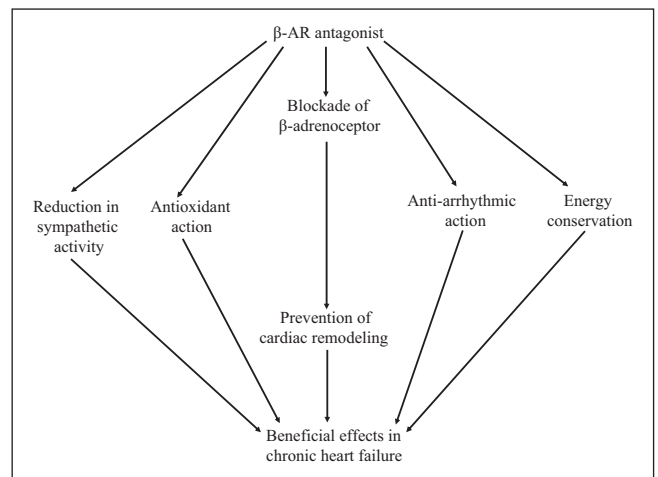 β-AR antagonist
Blockade of
β-adrenoceptor
Reduction in
sympathetic
activity
Antioxidant
action
Anti-arrhythmic
action
Energy
conservation
Prevention of
cardiac remodeling
Beneficial effects in
chronic heart failure